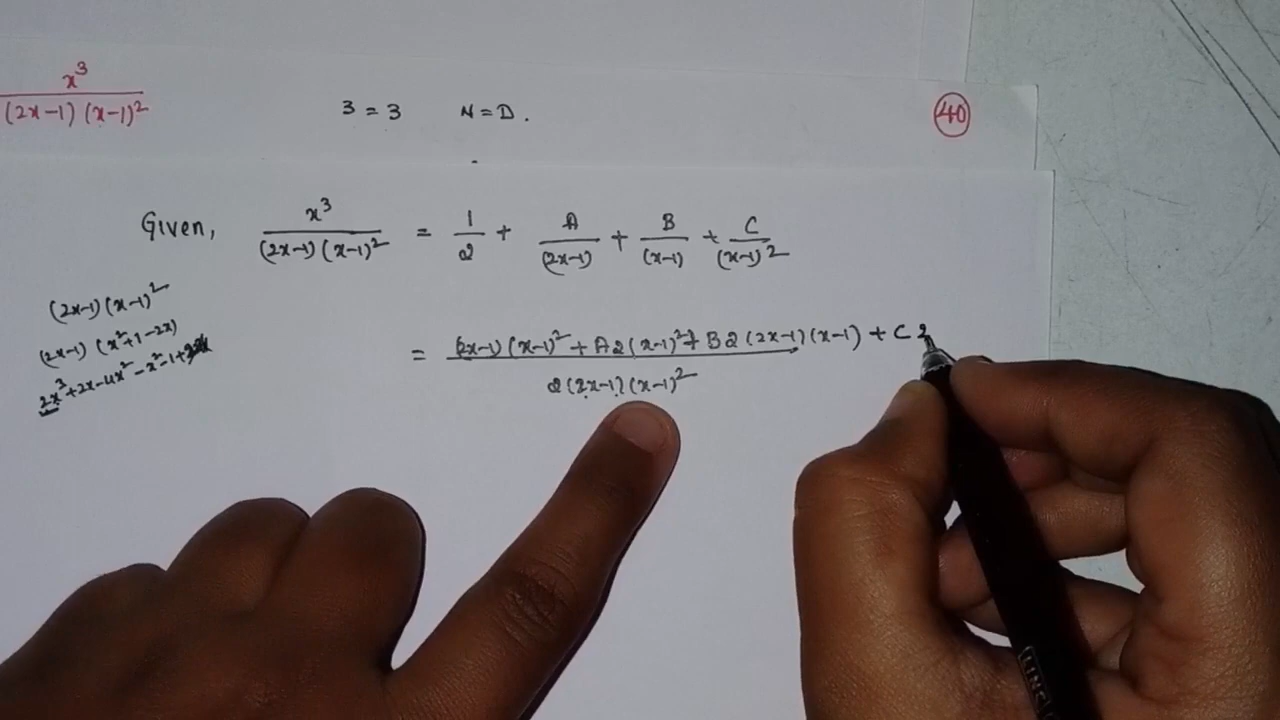 x³ / (2x-1)(x-1)²
3 = 3 N = D.
40
Given, x³ / (2x-1)(x-1)² = 1/2 + A/(2x-1) + B/(x-1) + C/(x-1)²
(2x-1)(x-1)²
(2x-1)(x²+1-2x)
2x³+2x-4x²-x²-1+2x
= (2x-1)(x-1)² + A2(x-1)² + B2(2x-1)(x-1) + C2 / 2(2x-1)(x-1)²